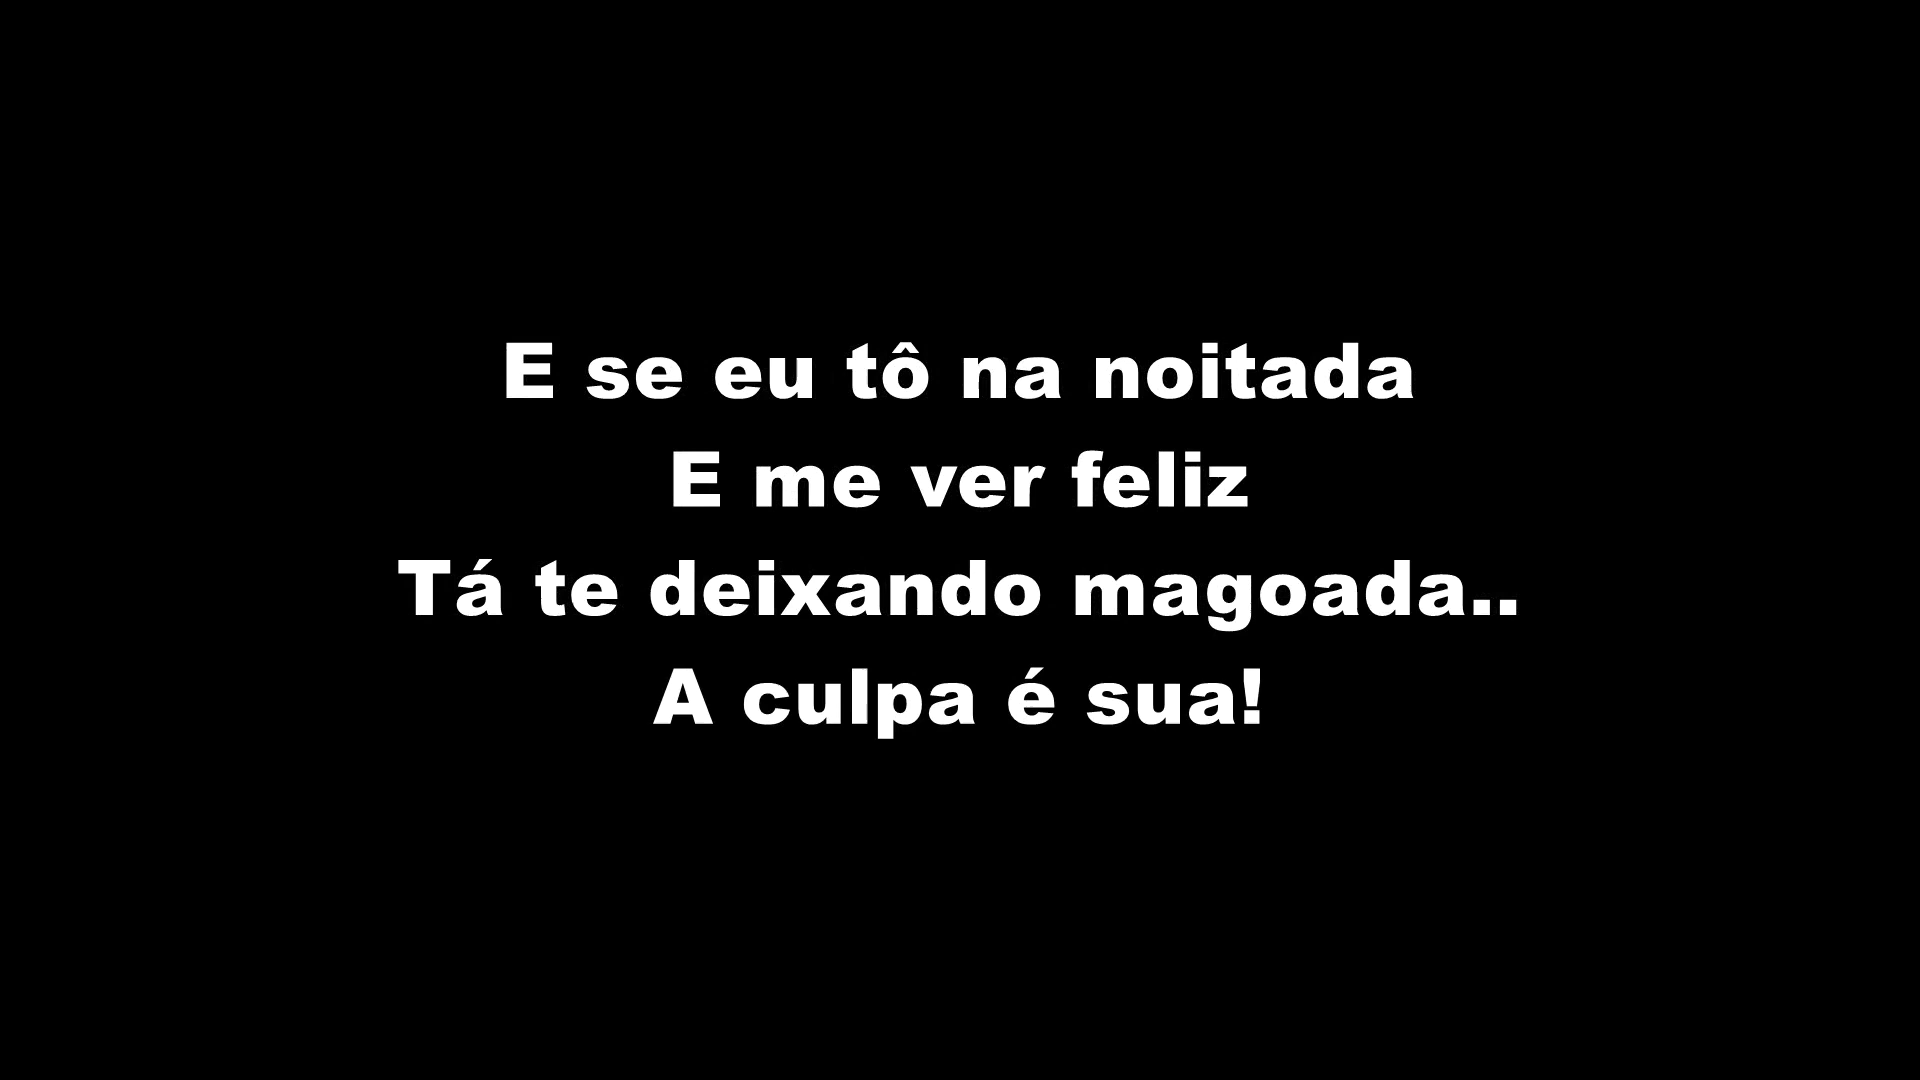 E se eu tô na noitada
E me ver feliz
Tá te deixando magoada..
A culpa é sua!